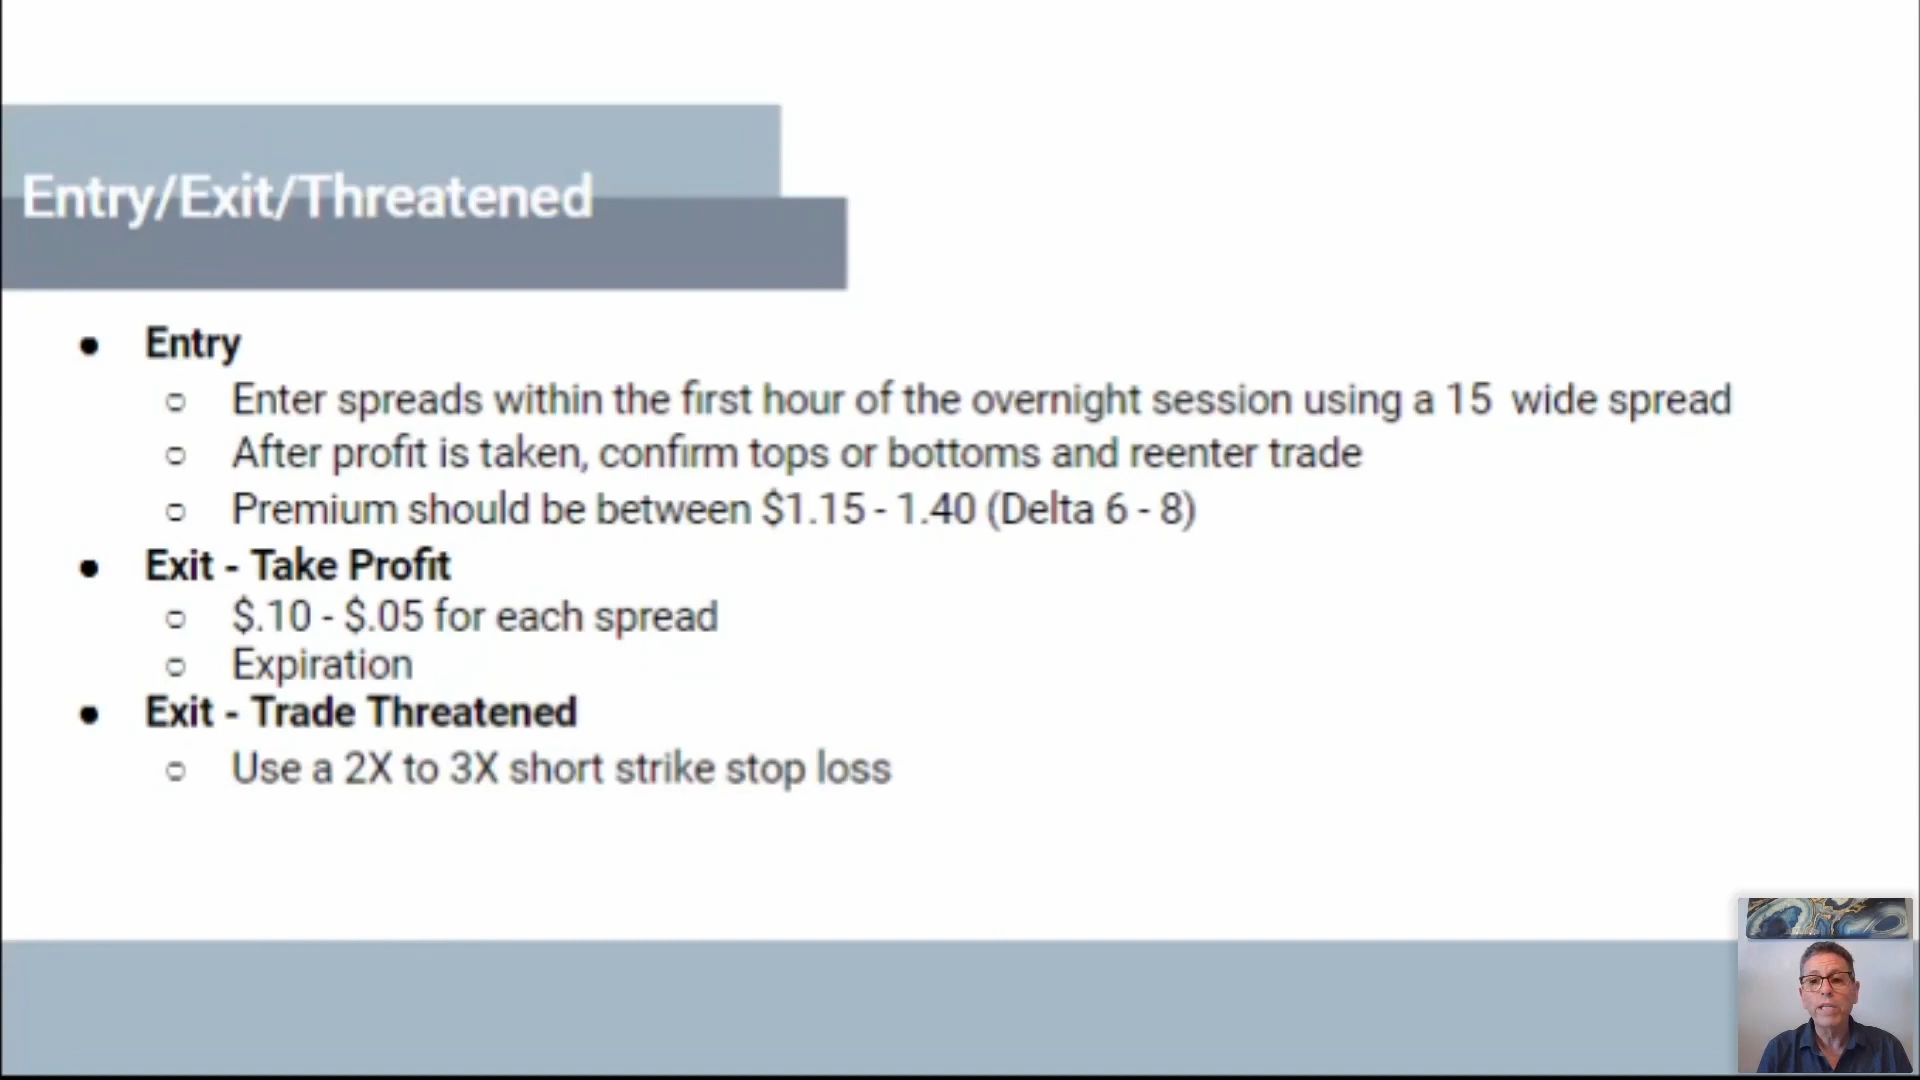 Entry/Exit/Threatened
● Entry
○ Enter spreads within the first hour of the overnight session using a 15 wide spread
○ After profit is taken, confirm tops or bottoms and reenter trade
○ Premium should be between $1.15 - 1.40 (Delta 6 - 8)
● Exit - Take Profit
○ $.10 - $.05 for each spread
○ Expiration
● Exit - Trade Threatened
○ Use a 2X to 3X short strike stop loss